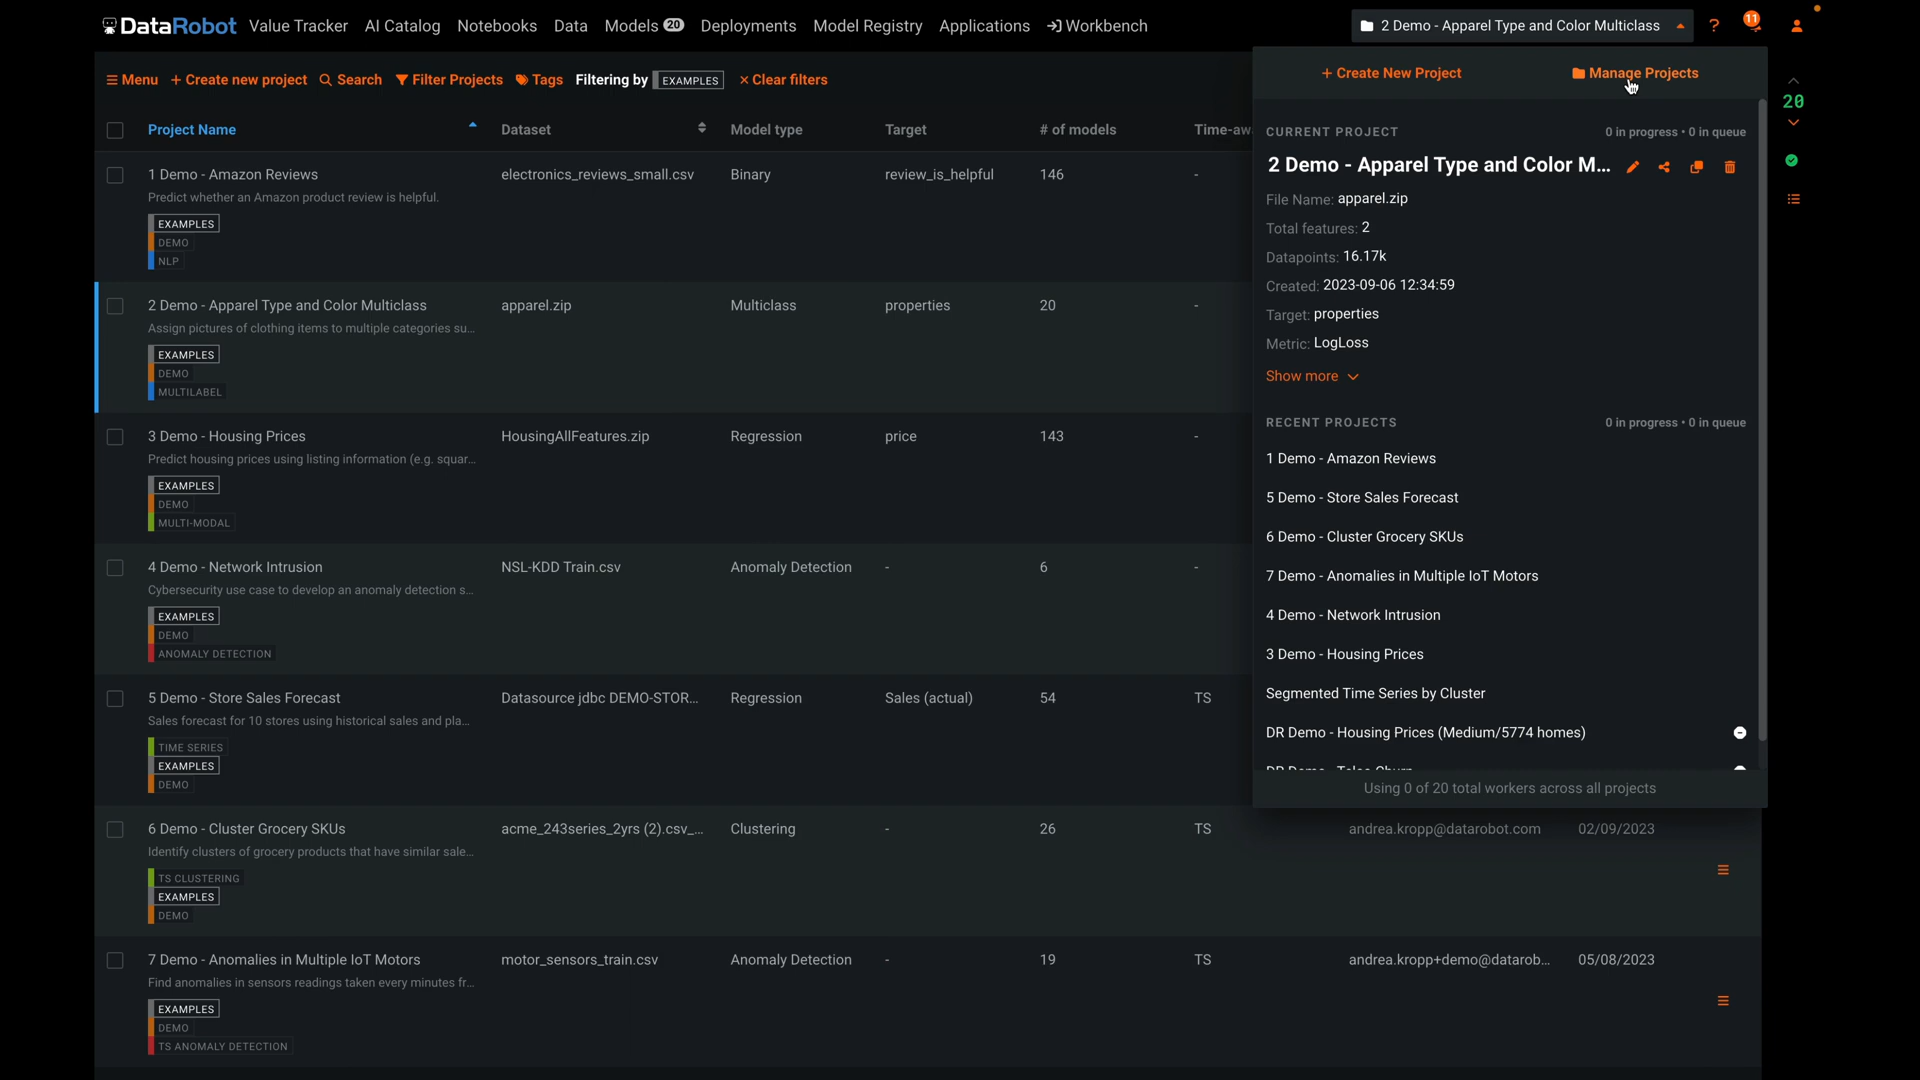 DataRobot Value Tracker AI Catalog Notebooks Data Models 20 Deployments Model Registry Applications Workbench 2 Demo - Apparel Type and Color Multiclass ? 11
Menu + Create new project Search Filter Projects Tags Filtering by EXAMPLES × Clear filters
Project Name Dataset Model type Target # of models Time-aw
1 Demo - Amazon Reviews electronics_reviews_small.csv Binary review_is_helpful 146 -
Predict whether an Amazon product review is helpful.
EXAMPLES
DEMO
NLP
2 Demo - Apparel Type and Color Multiclass apparel.zip Multiclass properties 20 -
Assign pictures of clothing items to multiple categories su...
EXAMPLES
DEMO
MULTILABEL
3 Demo - Housing Prices HousingAllFeatures.zip Regression price 143 -
Predict housing prices using listing information (e.g. squar...
EXAMPLES
DEMO
MULTI-MODAL
4 Demo - Network Intrusion NSL-KDD Train.csv Anomaly Detection - 6 -
Cybersecurity use case to develop an anomaly detection s...
EXAMPLES
DEMO
ANOMALY DETECTION
5 Demo - Store Sales Forecast Datasource jdbc DEMO-STOR... Regression Sales (actual) 54 TS
Sales forecast for 10 stores using historical sales and pla...
TIME SERIES
EXAMPLES
DEMO
6 Demo - Cluster Grocery SKUs acme_243series_2yrs (2).csv_... Clustering - 26 TS andrea.kropp@datarobot.com 02/09/2023
Identify clusters of grocery products that have similar sale...
TS CLUSTERING
EXAMPLES
DEMO
7 Demo - Anomalies in Multiple IoT Motors motor_sensors_train.csv Anomaly Detection - 19 TS andrea.kropp+demo@datarob... 05/08/2023
Find anomalies in sensors readings taken every minutes fr...
EXAMPLES
DEMO
TS ANOMALY DETECTION
+ Create New Project Manage Projects
CURRENT PROJECT 0 in progress • 0 in queue
2 Demo - Apparel Type and Color M...
File Name: apparel.zip
Total features: 2
Datapoints: 16.17k
Created: 2023-09-06 12:34:59
Target: properties
Metric: LogLoss
Show more
RECENT PROJECTS 0 in progress • 0 in queue
1 Demo - Amazon Reviews
5 Demo - Store Sales Forecast
6 Demo - Cluster Grocery SKUs
7 Demo - Anomalies in Multiple IoT Motors
4 Demo - Network Intrusion
3 Demo - Housing Prices
Segmented Time Series by Cluster
DR Demo - Housing Prices (Medium/5774 homes)
Using 0 of 20 total workers across all projects
20